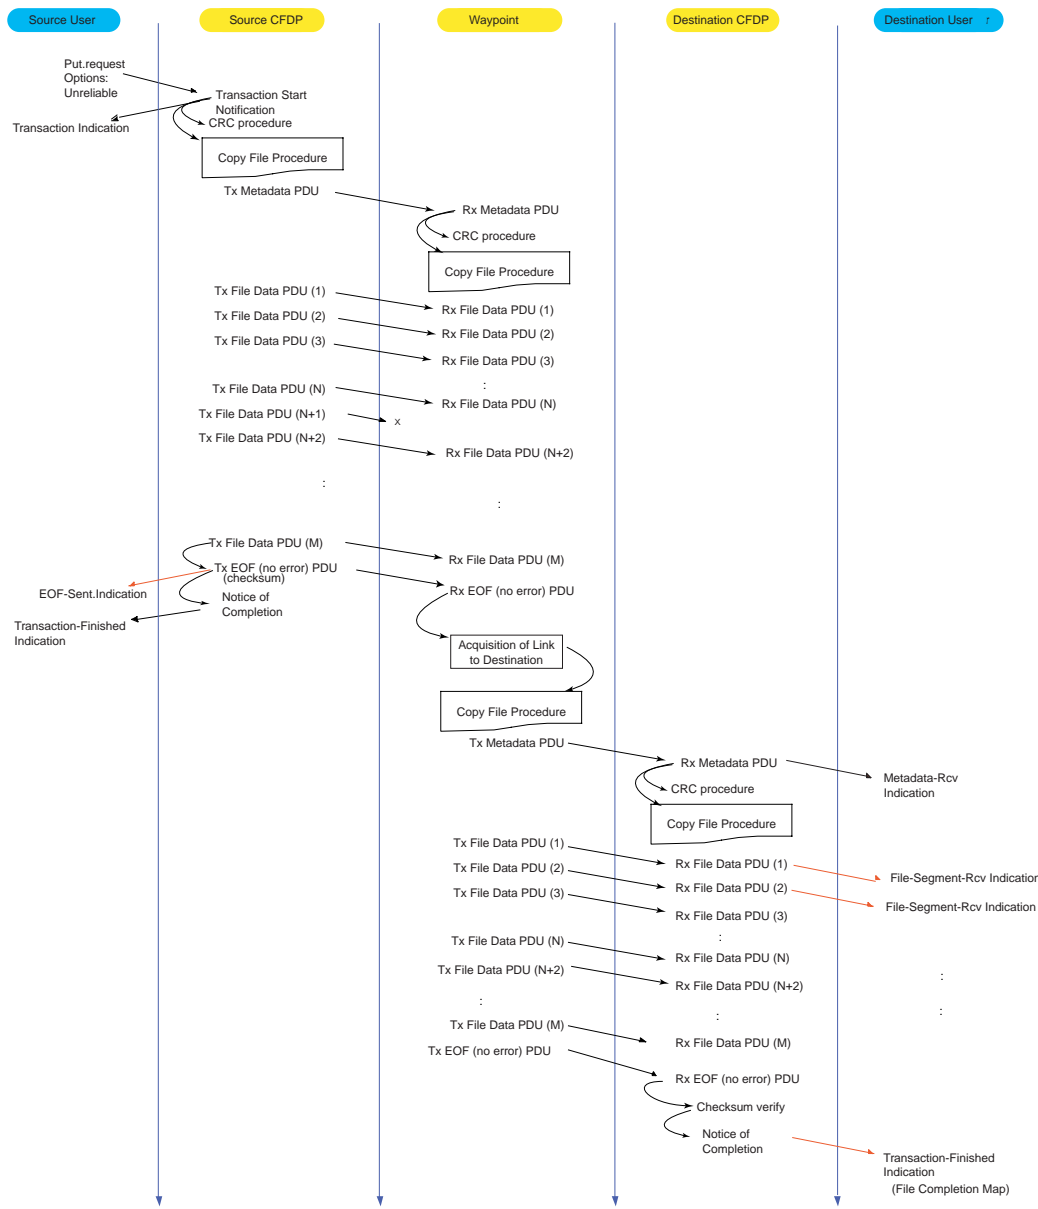 Source User
Source CFDP
Waypoint
Destination CFDP
Destination User
Put.request
Options:
Unreliable
Transaction Start
Notification
CRC procedure
Transaction Indication
Copy File Procedure
Tx Metadata PDU
Rx Metadata PDU
CRC procedure
Copy File Procedure
Tx File Data PDU (1)
Rx File Data PDU (1)
Tx File Data PDU (2)
Rx File Data PDU (2)
Tx File Data PDU (3)
Rx File Data PDU (3)
:
Tx File Data PDU (N)
Rx File Data PDU (N)
Tx File Data PDU (N+1)
x
Tx File Data PDU (N+2)
Rx File Data PDU (N+2)
:
:
Tx File Data PDU (M)
Rx File Data PDU (M)
Tx EOF (no error) PDU
(checksum)
Rx EOF (no error) PDU
EOF-Sent.Indication
Notice of
Completion
Transaction-Finished
Indication
Acquisition of Link
to Destination
Copy File Procedure
Tx Metadata PDU
Rx Metadata PDU
Metadata-Rcv
Indication
CRC procedure
Copy File Procedure
Tx File Data PDU (1)
Rx File Data PDU (1)
File-Segment-Rcv Indication
Tx File Data PDU (2)
Rx File Data PDU (2)
File-Segment-Rcv Indication
Tx File Data PDU (3)
Rx File Data PDU (3)
:
Tx File Data PDU (N)
Rx File Data PDU (N)
Tx File Data PDU (N+2)
Rx File Data PDU (N+2)
:
:
:
:
Tx File Data PDU (M)
Rx File Data PDU (M)
Tx EOF (no error) PDU
Rx EOF (no error) PDU
Checksum verify
Notice of
Completion
Transaction-Finished
Indication
(File Completion Map)